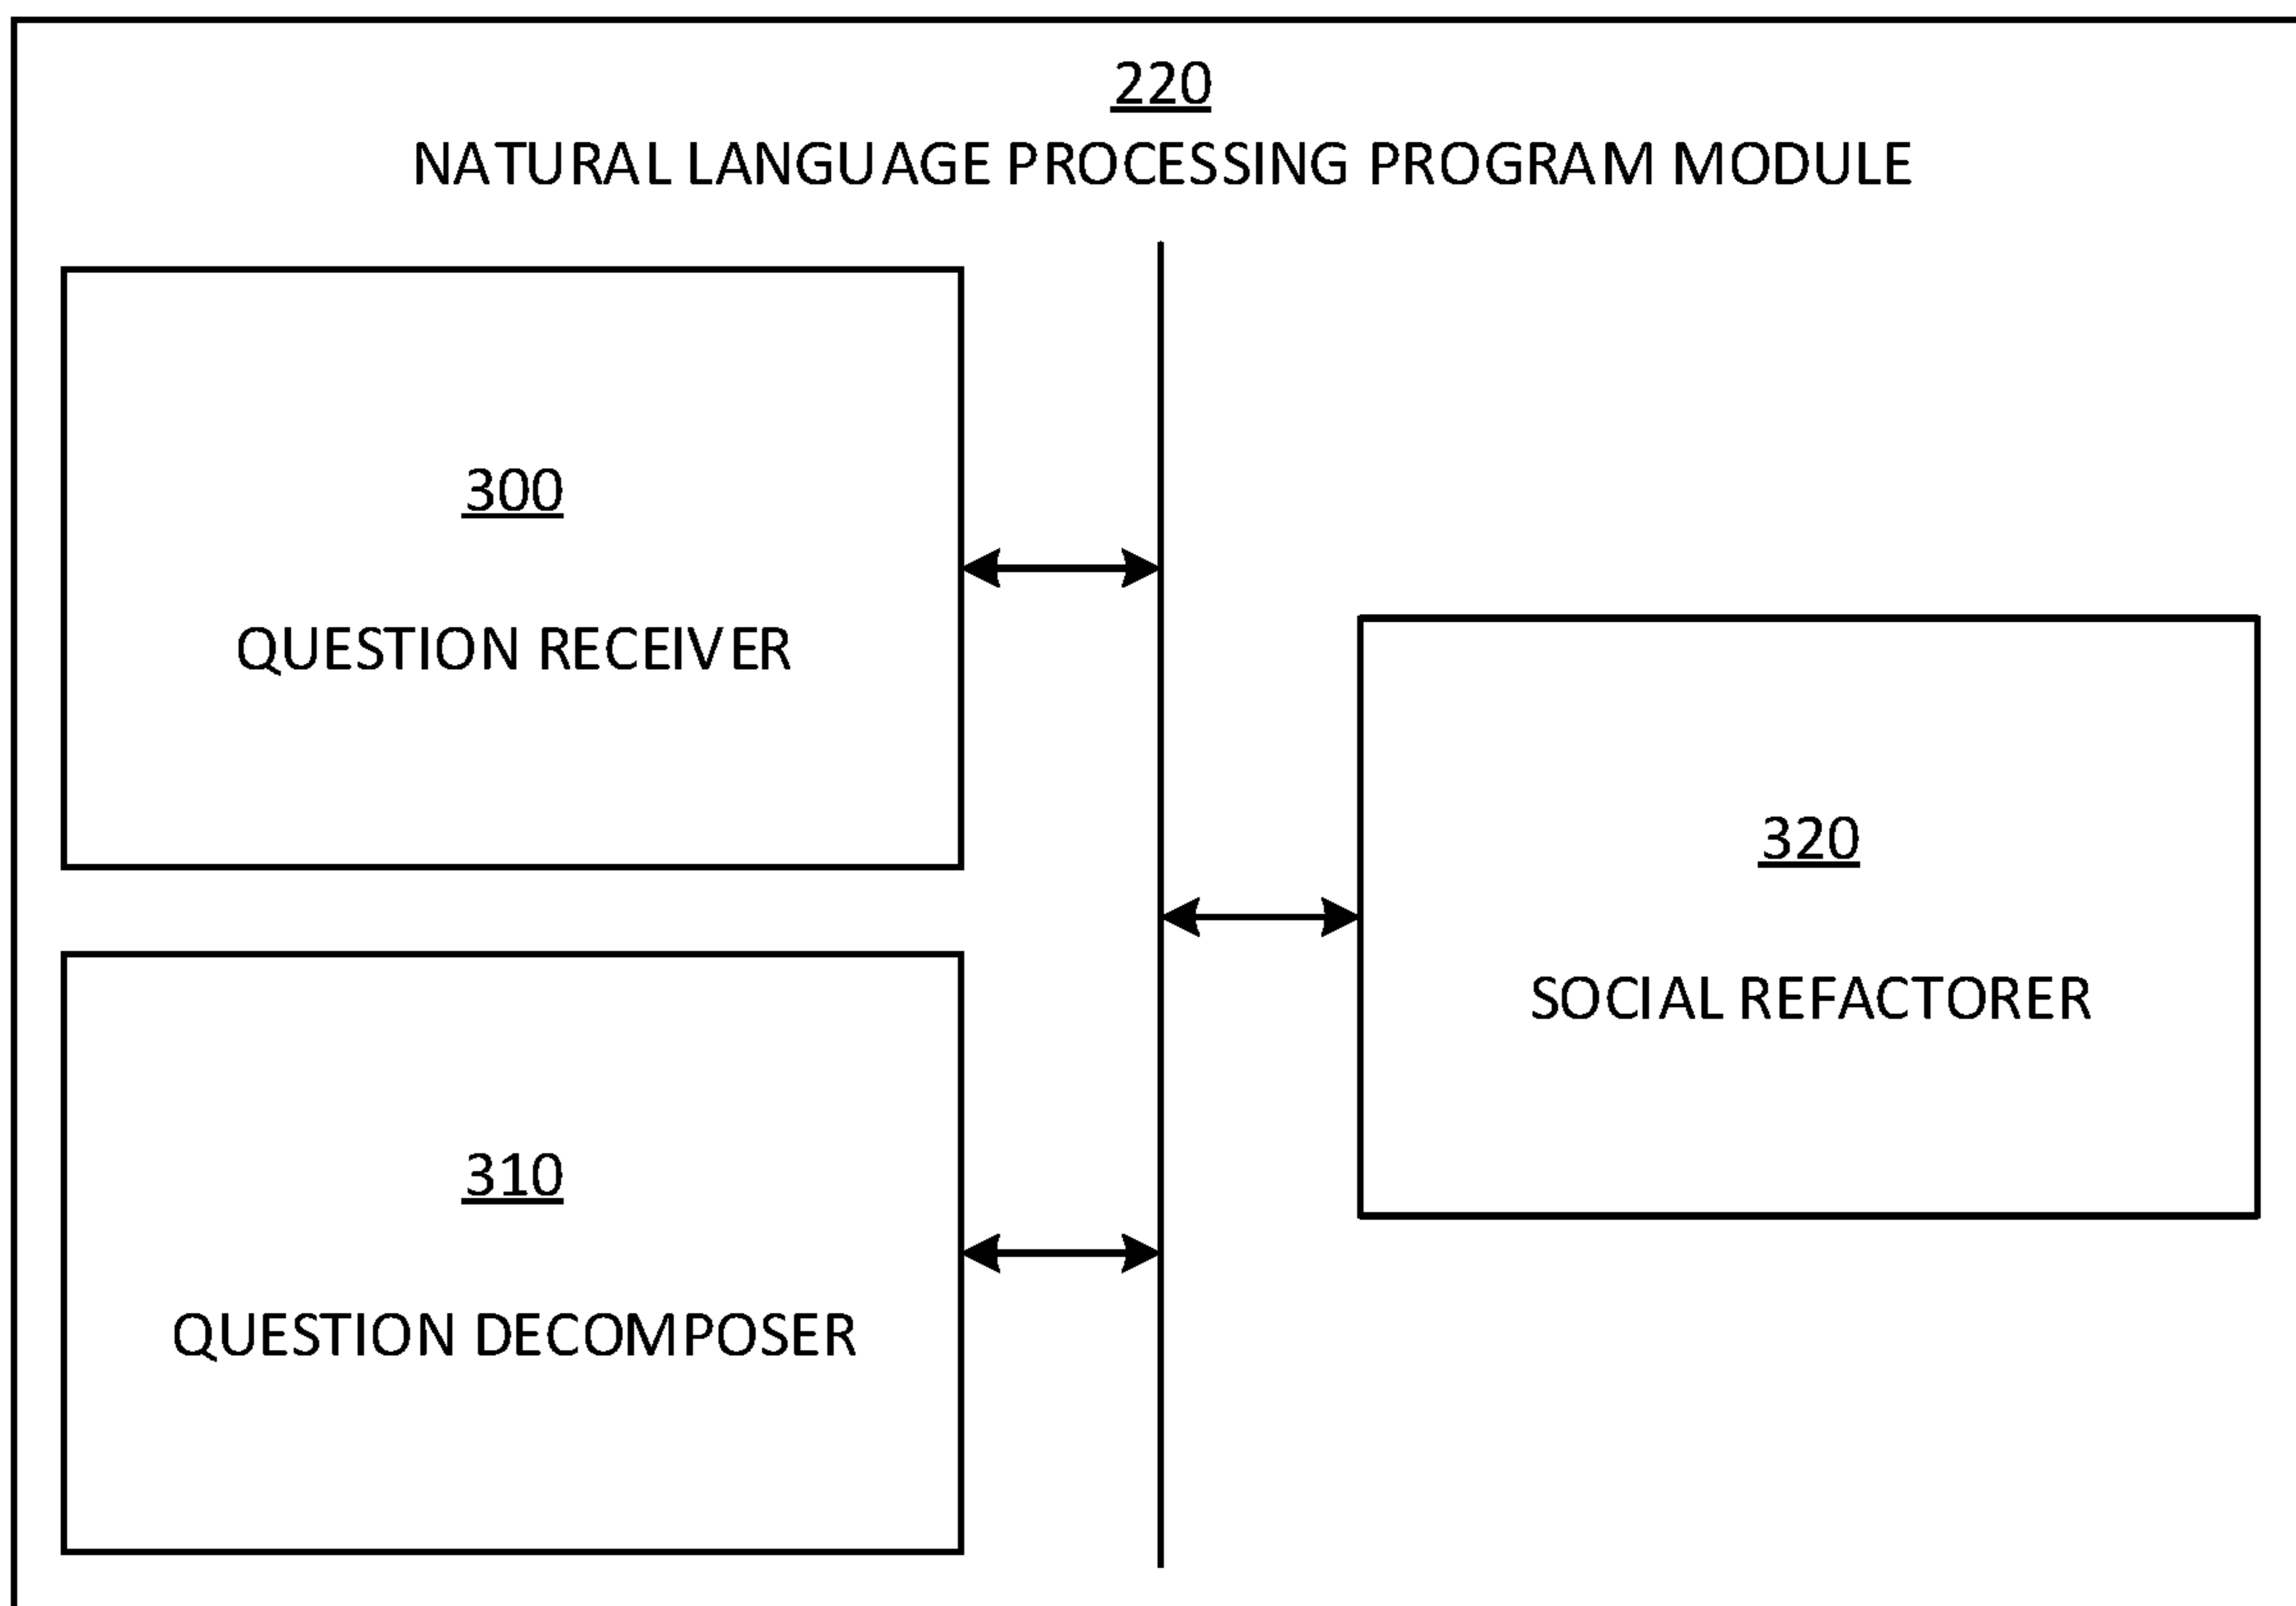 220
NATURAL LANGUAGE PROCESSING PROGRAM MODULE
300
QUESTION RECEIVER
310
QUESTION DECOMPOSER
320
SOCIAL REFACTORER